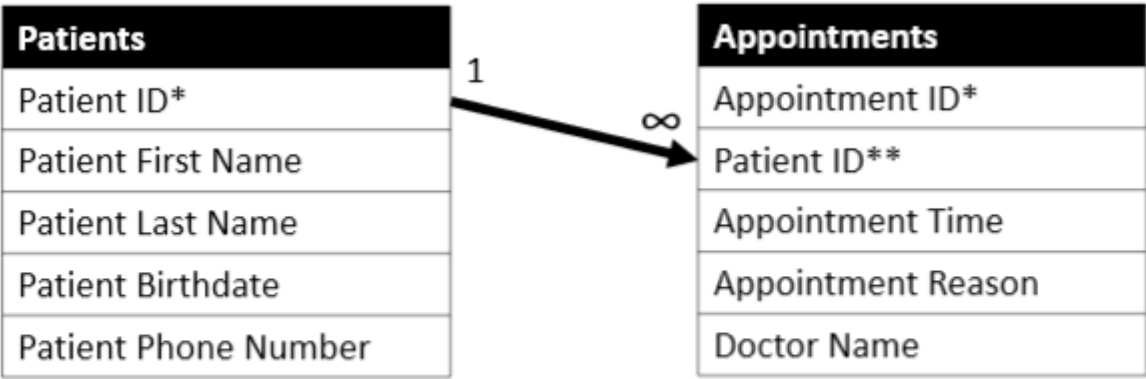 Patients
Patient ID*
Patient First Name
Patient Last Name
Patient Birthdate
Patient Phone Number
1
∞
Appointments
Appointment ID*
Patient ID**
Appointment Time
Appointment Reason
Doctor Name